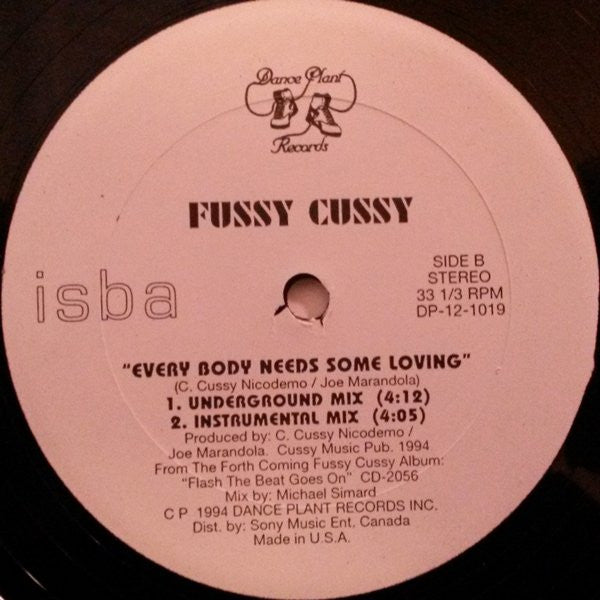 Dance Plant
Records
FUSSY CUSSY
isba
SIDE B
STEREO
33 1/3 RPM
DP-12-1019
"EVERY BODY NEEDS SOME LOVING"
(C. Cussy Nicodemo / Joe Marandola)
1. UNDERGROUND MIX (4:12)
2. INSTRUMENTAL MIX (4:05)
Produced by: C. Cussy Nicodemo /
Joe Marandola. Cussy Music Pub. 1994
From The Forth Coming Fussy Cussy Album:
"Flash The Beat Goes On" CD-2056
Mix by: Michael Simard
C P 1994 DANCE PLANT RECORDS INC.
Dist. by: Sony Music Ent. Canada
Made in U.S.A.